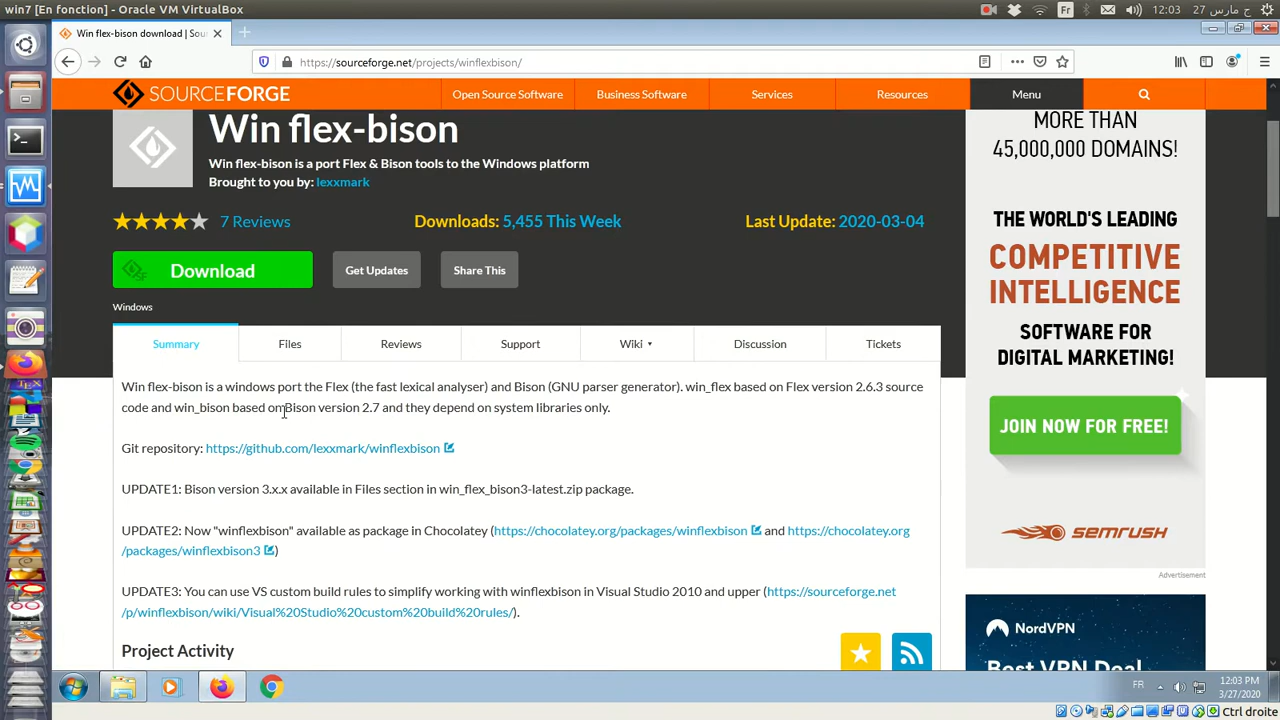 win7 [En fonction] - Oracle VM VirtualBox
Fr
12:03
27 مارس ح
Win flex-bison download | Sou
https://sourceforge.net/projects/winflexbison/
SOURCEFORGE
Open Source Software
Business Software
Services
Resources
Menu
Win flex-bison
Win flex-bison is a port Flex & Bison tools to the Windows platform
Brought to you by: lexxmark
7 Reviews
Downloads: 5,455 This Week
Last Update: 2020-03-04
Download
Get Updates
Share This
Windows
Summary
Files
Reviews
Support
Wiki
Discussion
Tickets
Win flex-bison is a windows port the Flex (the fast lexical analyser) and Bison (GNU parser generator). win_flex based on Flex version 2.6.3 source
code and win_bison based on Bison version 2.7 and they depend on system libraries only.
Git repository: https://github.com/lexxmark/winflexbison
UPDATE1: Bison version 3.x.x available in Files section in win_flex_bison3-latest.zip package.
UPDATE2: Now "winflexbison" available as package in Chocolatey (https://chocolatey.org/packages/winflexbison and https://chocolatey.org
/packages/winflexbison3)
UPDATE3: You can use VS custom build rules to simplify working with winflexbison in Visual Studio 2010 and upper (https://sourceforge.net
/p/winflexbison/wiki/Visual%20Studio%20custom%20build%20rules/).
Project Activity
MORE THAN
45,000,000 DOMAINS!
THE WORLD'S LEADING
COMPETITIVE
INTELLIGENCE
SOFTWARE FOR
DIGITAL MARKETING!
JOIN NOW FOR FREE!
SEMRUSH
Advertisement
NordVPN
Best VPN Deal
FR
12:03 PM
3/27/2020
Ctrl droite